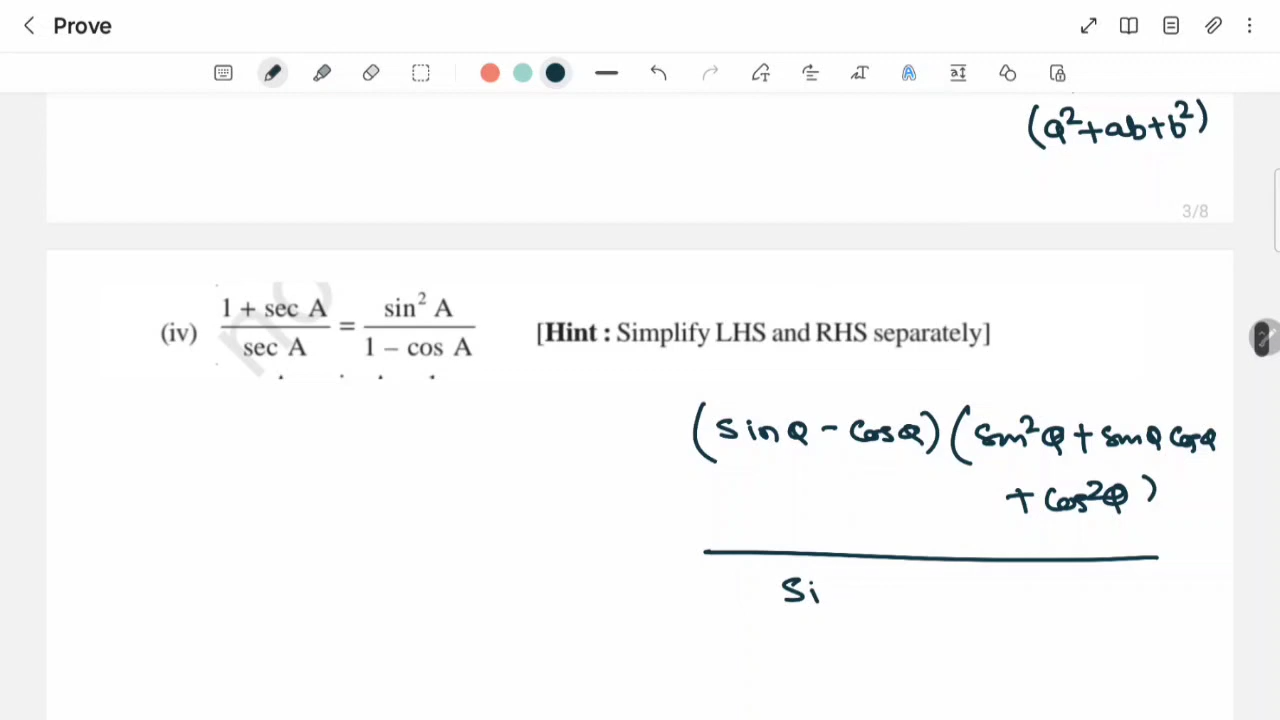 Prove
(a²+ab+b²)
3/8
(iv) (1 + sec A)/(sec A) = (sin² A)/(1 – cos A) [Hint : Simplify LHS and RHS separately]
(sinθ - cosθ)(sin²θ + sinθ cosθ
+ cos²θ)
Si